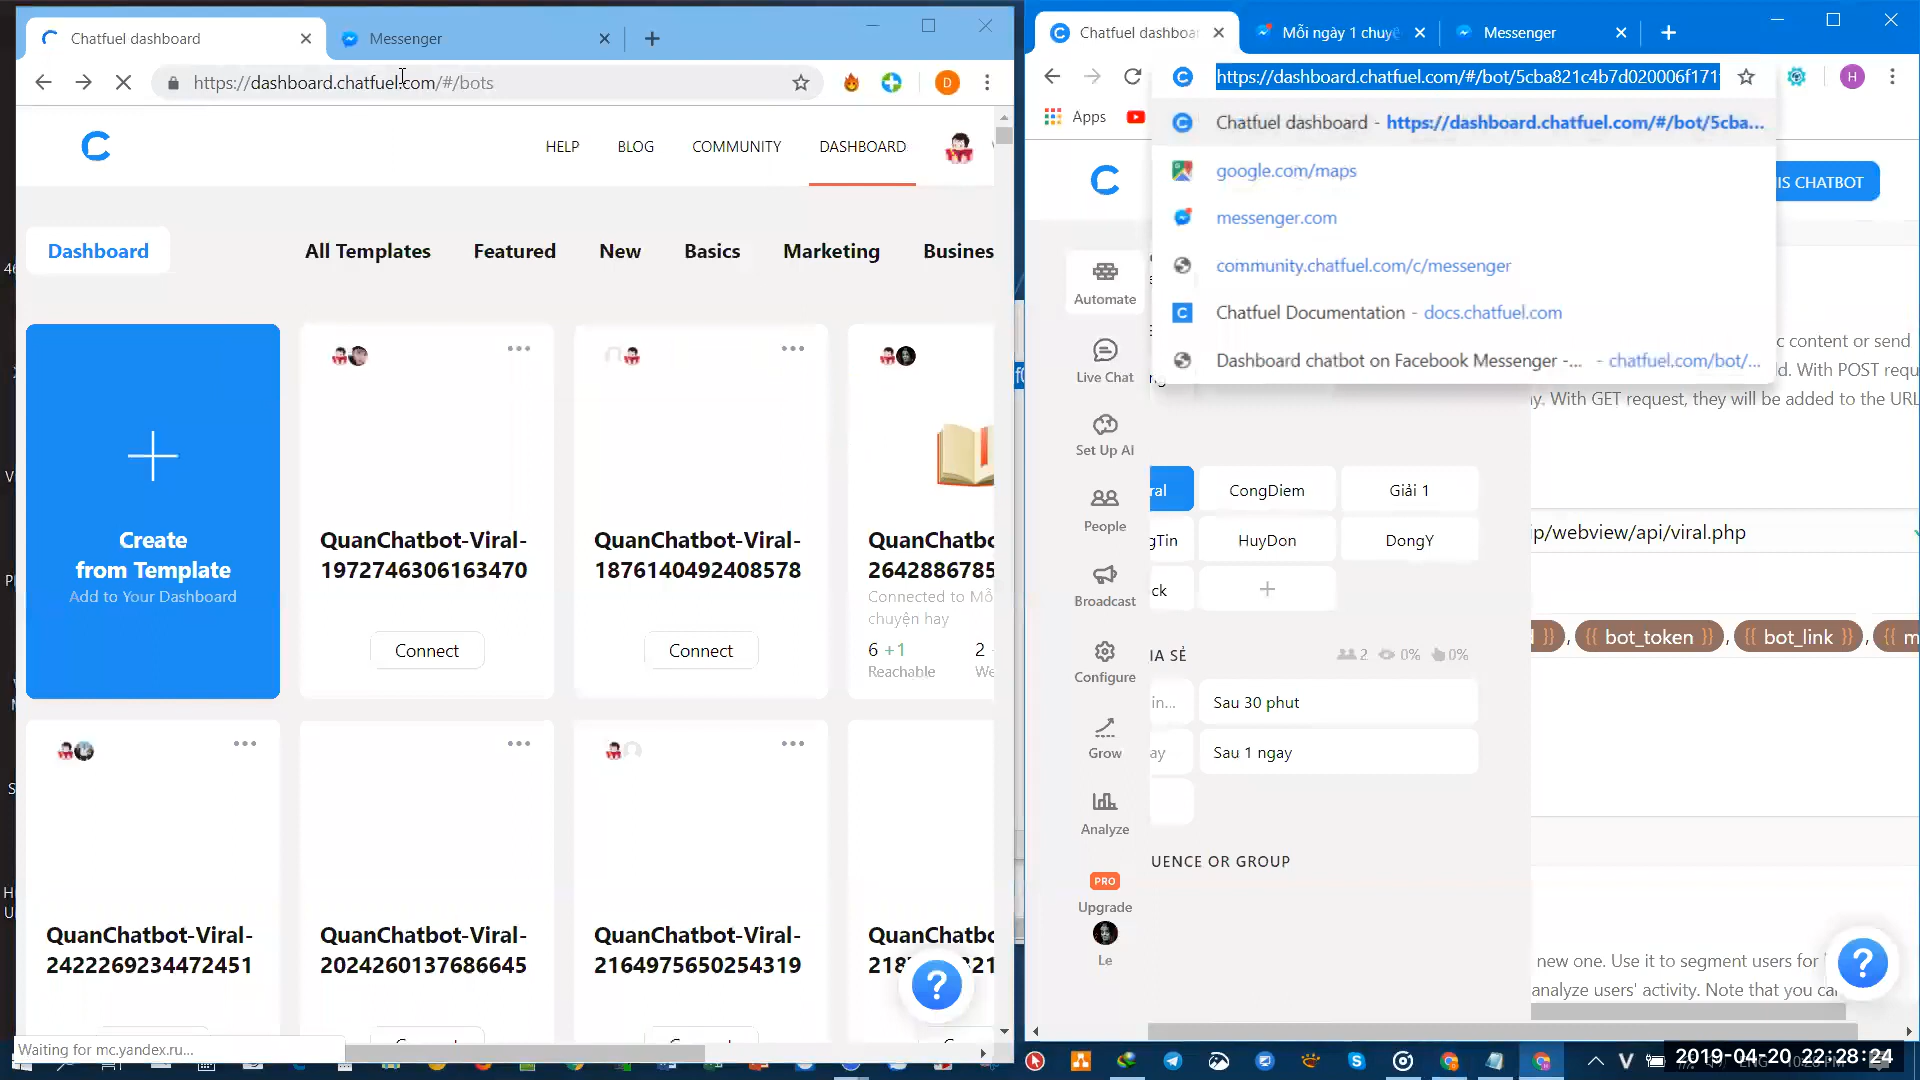 Chatfuel dashboard
Messenger
https://dashboard.chatfuel.com/#/bots
D
HELP
BLOG
COMMUNITY
DASHBOARD
Dashboard
All Templates
Featured
New
Basics
Marketing
Busines
Create
from Template
Add to Your Dashboard
QuanChatbot-Viral-
1972746306163470
Connect
QuanChatbot-Viral-
1876140492408578
Connect
QuanChatbo
2642886785
Connected to Mỗ
chuyện hay
6 +1
2
Reachable
We
QuanChatbot-Viral-
2422269234472451
QuanChatbot-Viral-
2024260137686645
QuanChatbot-Viral-
2164975650254319
QuanChatbo
Waiting for mc.yandex.ru...
Mỗi ngày 1 chuyệ
Messenger
https://dashboard.chatfuel.com/#/bot/5cba821c4b7d020006f171
H
Apps
Chatfuel dashboard - https://dashboard.chatfuel.com/#/bot/5cba...
google.com/maps
messenger.com
community.chatfuel.com/c/messenger
Chatfuel Documentation - docs.chatfuel.com
Dashboard chatbot on Facebook Messenger -... - chatfuel.com/bot/...
IS CHATBOT
Automate
Live Chat
Set Up AI
People
Broadcast
Configure
Grow
Analyze
PRO
Upgrade
Le
c content or send
d. With POST requ
y. With GET request, they will be added to the URL
ral
CongDiem
Giải 1
gTin
HuyDon
DongY
ck
+
IA SẺ
2
0%
0%
in...
Sau 30 phut
ay
Sau 1 ngay
UENCE OR GROUP
ip/webview/api/viral.php
}}, {{ bot_token }}, {{ bot_link }}, {{ m
new one. Use it to segment users for
analyze users' activity. Note that you can
2019-04-20 22:28:24